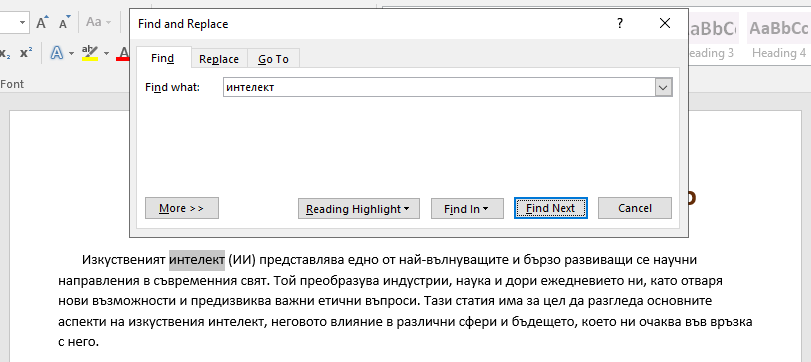 A A Aa
Find and Replace ? ×
AaBbCc AaBbCc
x₂ x² A A
Find Replace Go To
Heading 3 Heading 4
Font
Find what: интелект
More >> Reading Highlight Find In Find Next Cancel
Изкуственият интелект (ИИ) представлява едно от най-вълнуващите и бързо развиващи се научни
направления в съвременния свят. Той преобразува индустрии, наука и дори ежедневието ни, като отваря
нови възможности и предизвиква важни етични въпроси. Тази статия има за цел да разгледа основните
аспекти на изкуствения интелект, неговото влияние в различни сфери и бъдещето, което ни очаква във връзка
с него.